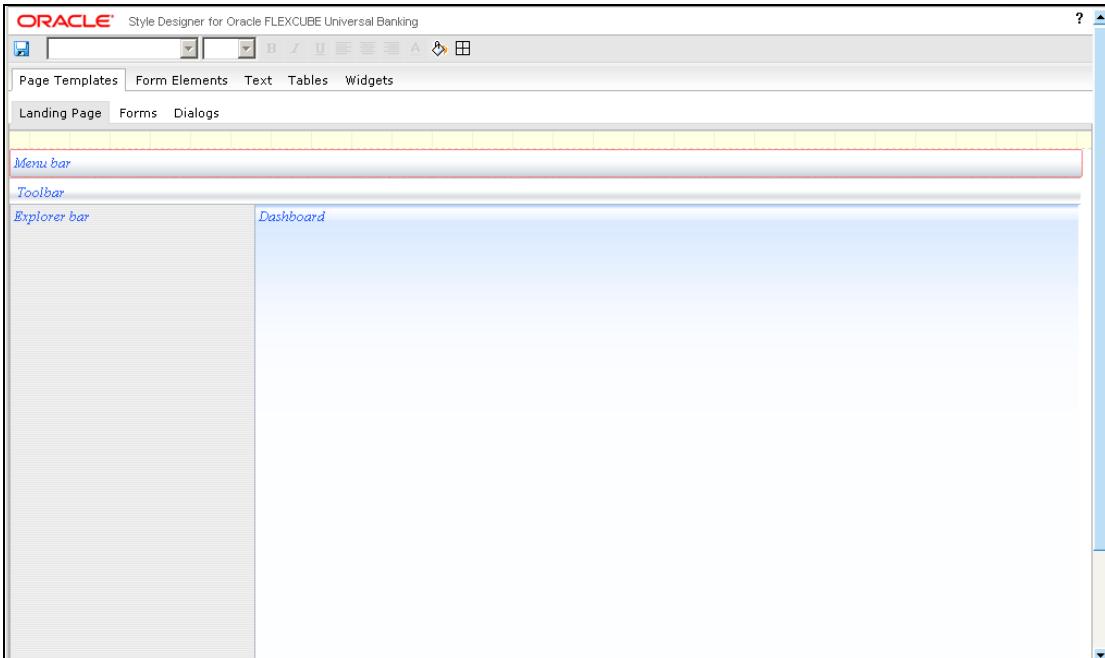 ORACLE® Style Designer for Oracle FLEXCUBE Universal Banking ?
B I U A
Page Templates Form Elements Text Tables Widgets
Landing Page Forms Dialogs
Menu bar
Toolbar
Explorer bar Dashboard